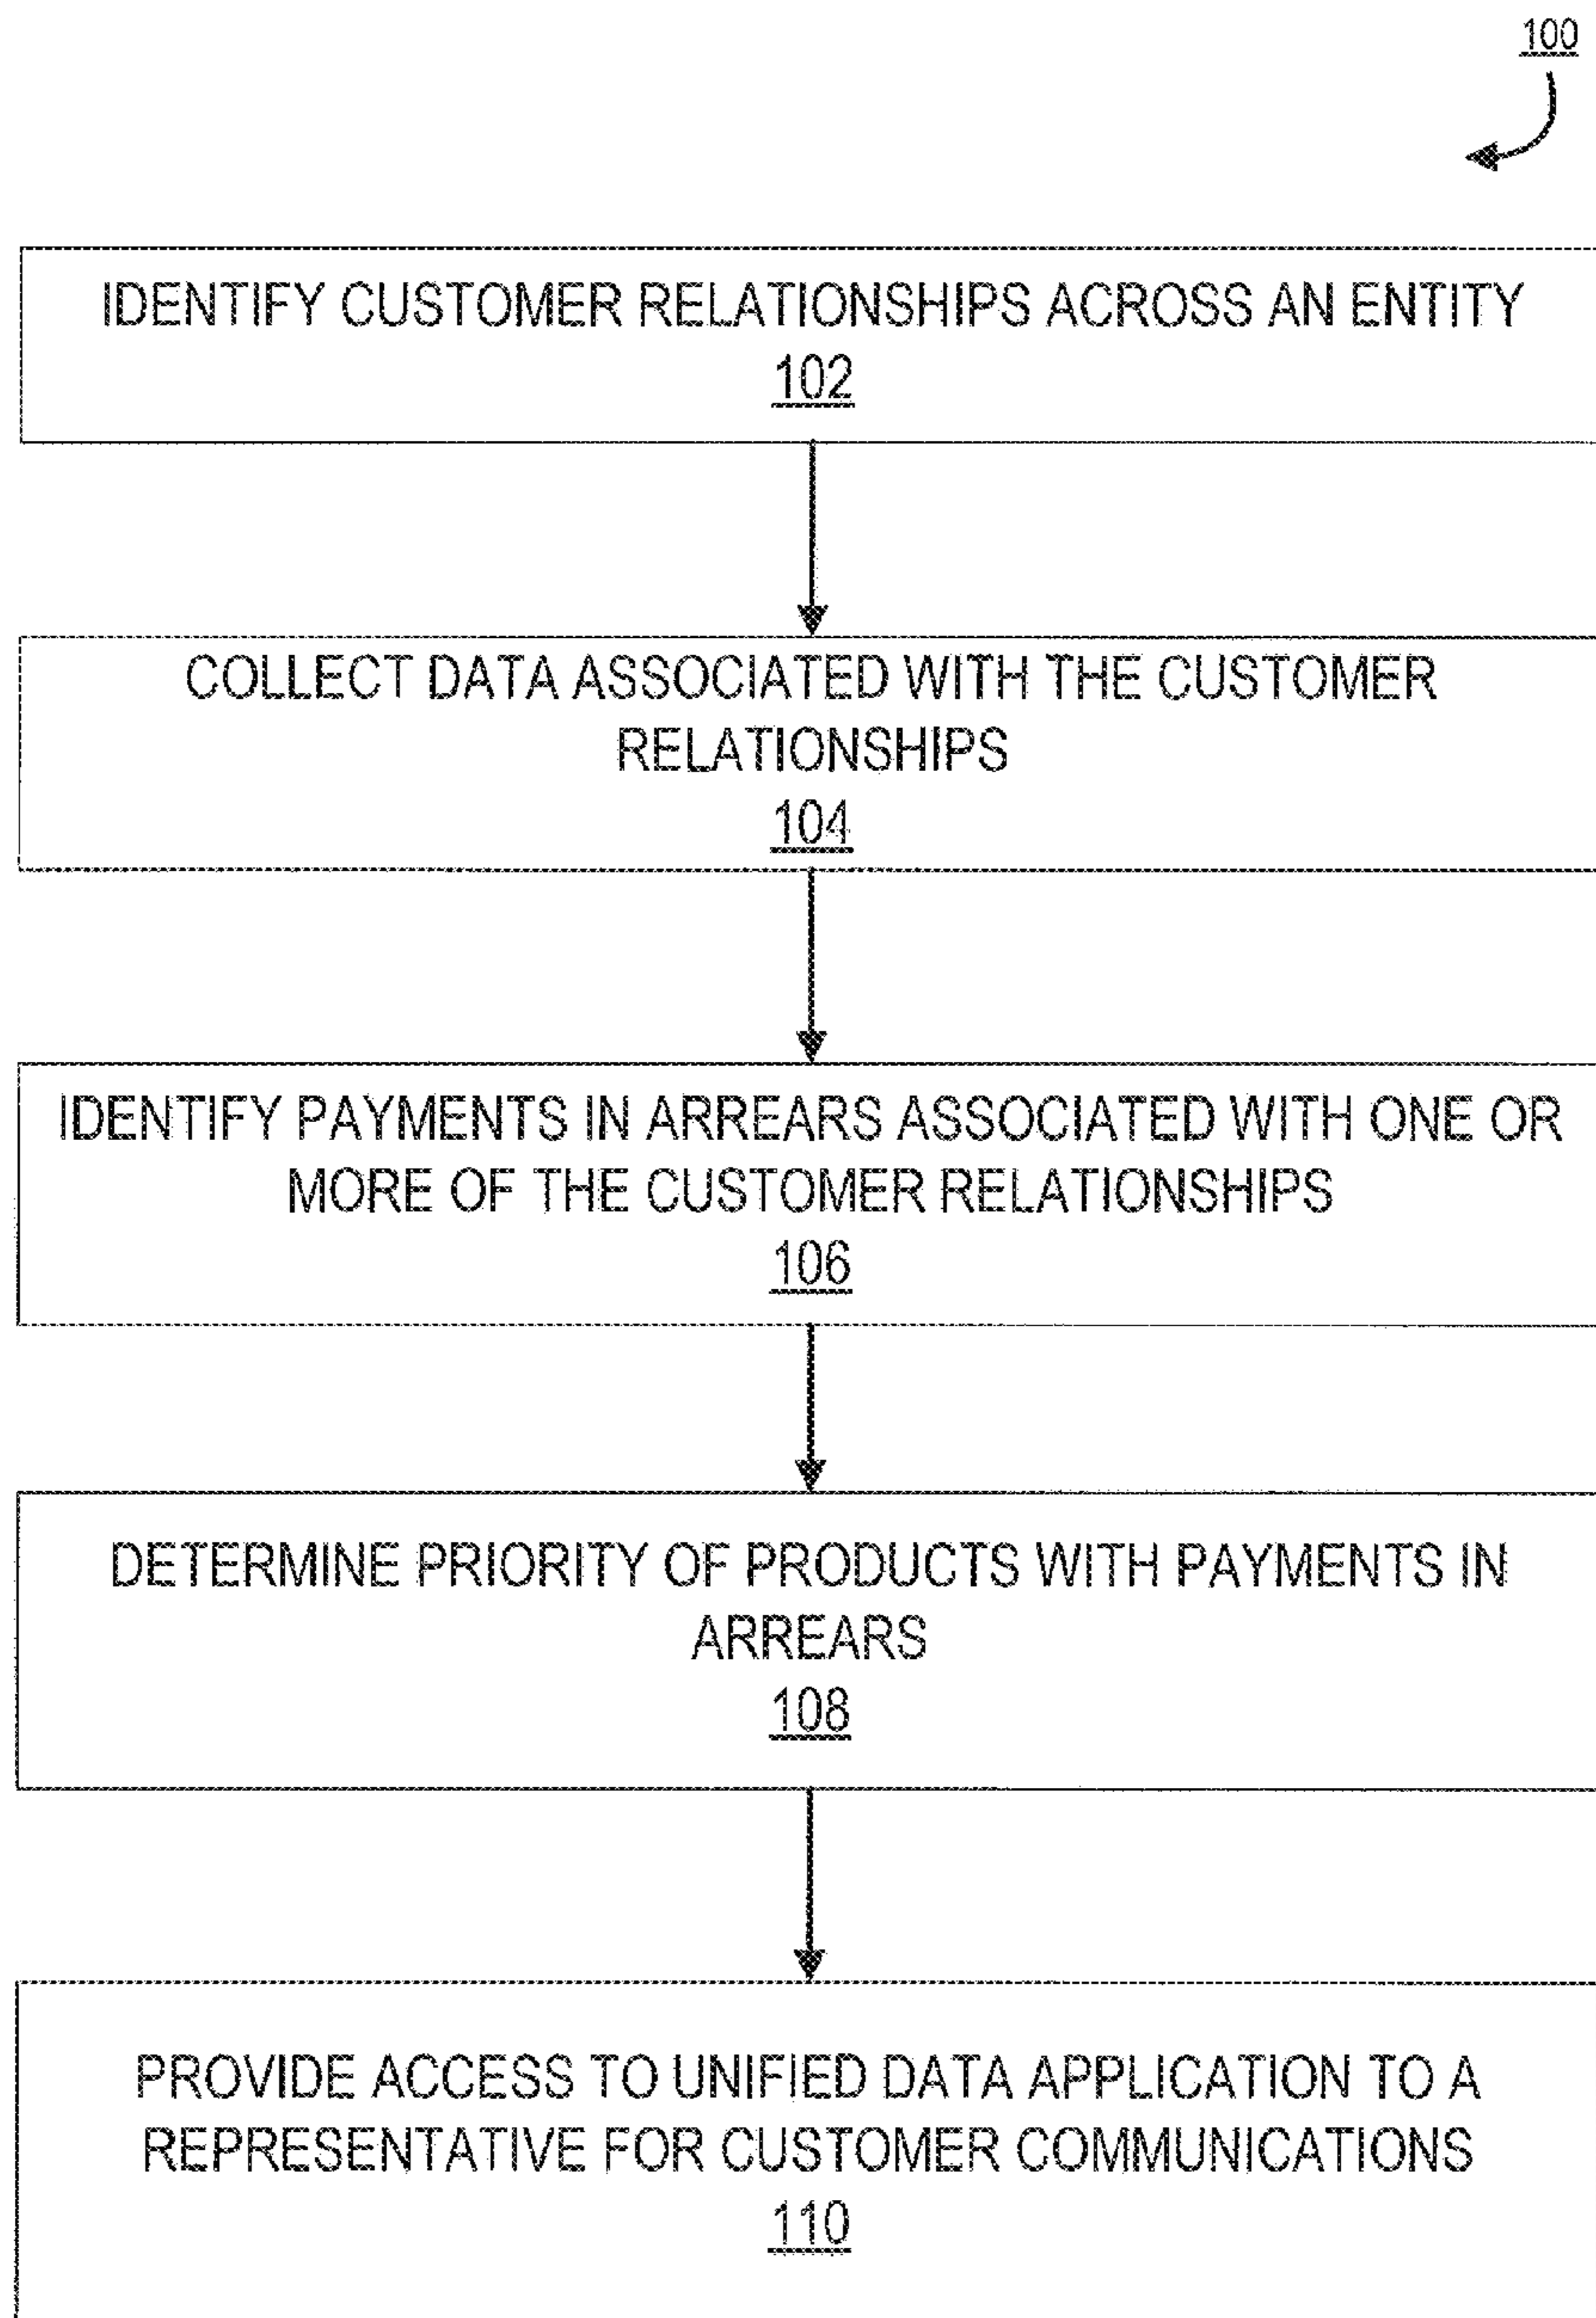 100
IDENTIFY CUSTOMER RELATIONSHIPS ACROSS AN ENTITY
102
COLLECT DATA ASSOCIATED WITH THE CUSTOMER
RELATIONSHIPS
104
IDENTIFY PAYMENTS IN ARREARS ASSOCIATED WITH ONE OR
MORE OF THE CUSTOMER RELATIONSHIPS
106
DETERMINE PRIORITY OF PRODUCTS WITH PAYMENTS IN
ARREARS
108
PROVIDE ACCESS TO UNIFIED DATA APPLICATION TO A
REPRESENTATIVE FOR CUSTOMER COMMUNICATIONS
110